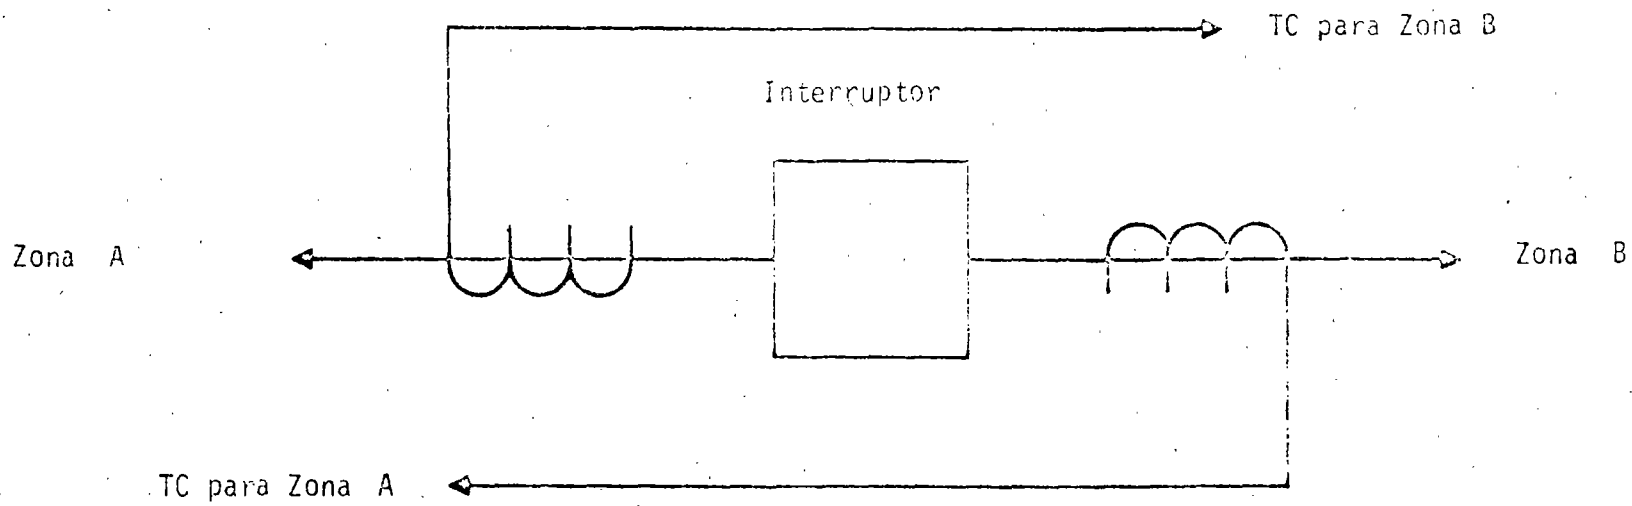 TC para Zona B
Interruptor
Zona A
Zona B
TC para Zona A